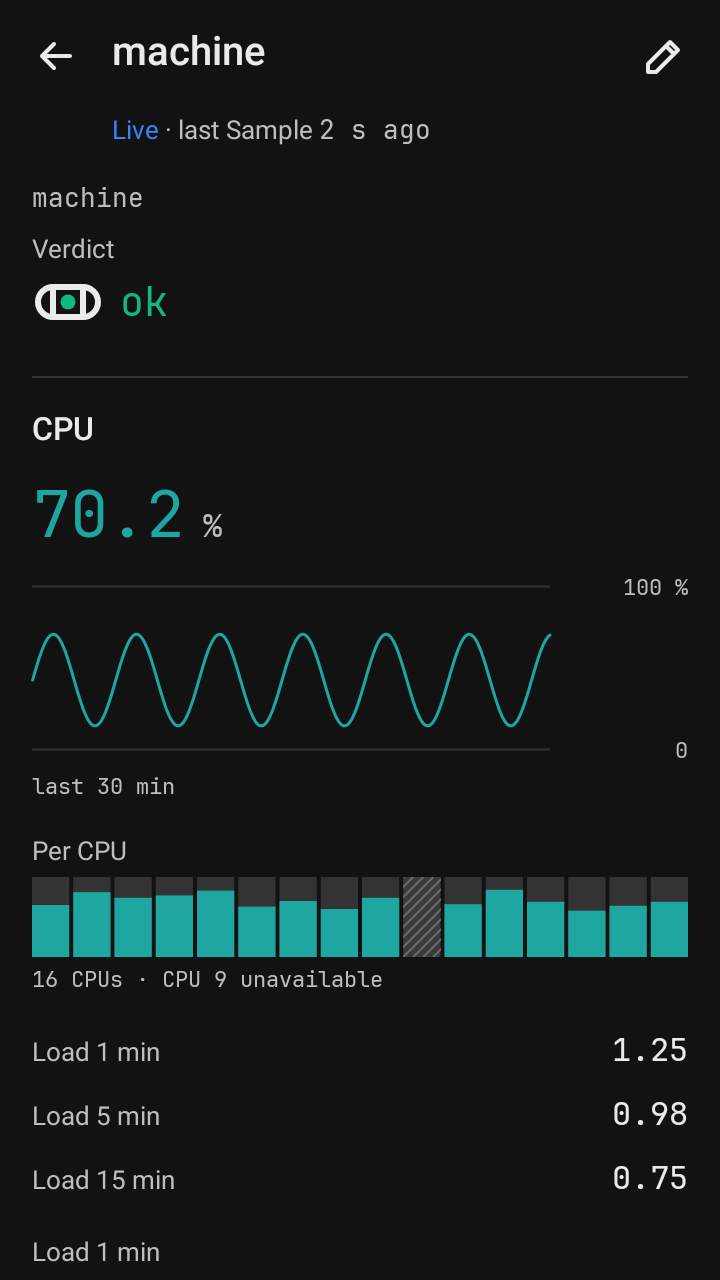 machine
Live · last Sample 2 s ago
machine
Verdict
ok
CPU
70.2 %
100 %
0
last 30 min
Per CPU
16 CPUs · CPU 9 unavailable
Load 1 min 1.25
Load 5 min 0.98
Load 15 min 0.75
Load 1 min